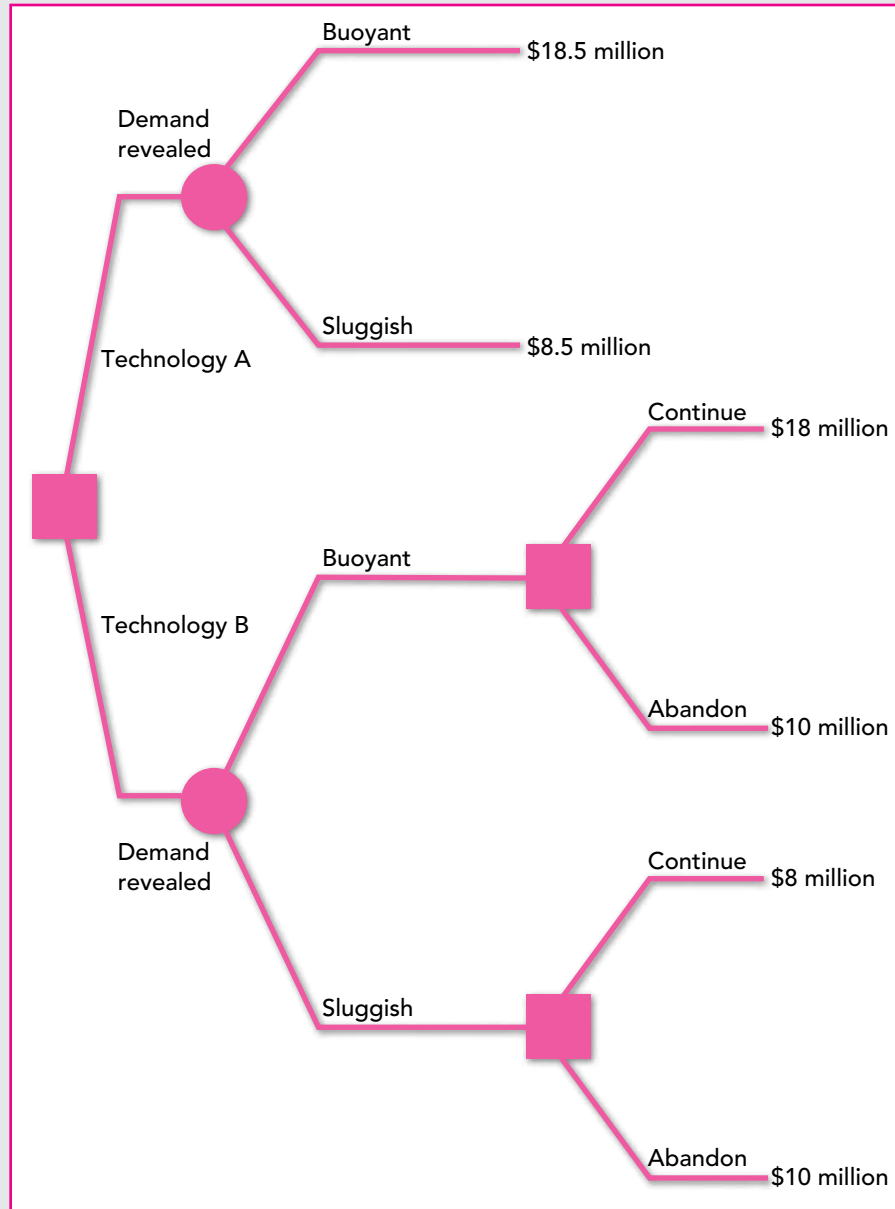 Buoyant
$18.5 million
Demand
revealed
Sluggish
$8.5 million
Technology A
Continue
$18 million
Buoyant
Technology B
Abandon
$10 million
Demand
revealed
Continue
$8 million
Sluggish
Abandon
$10 million